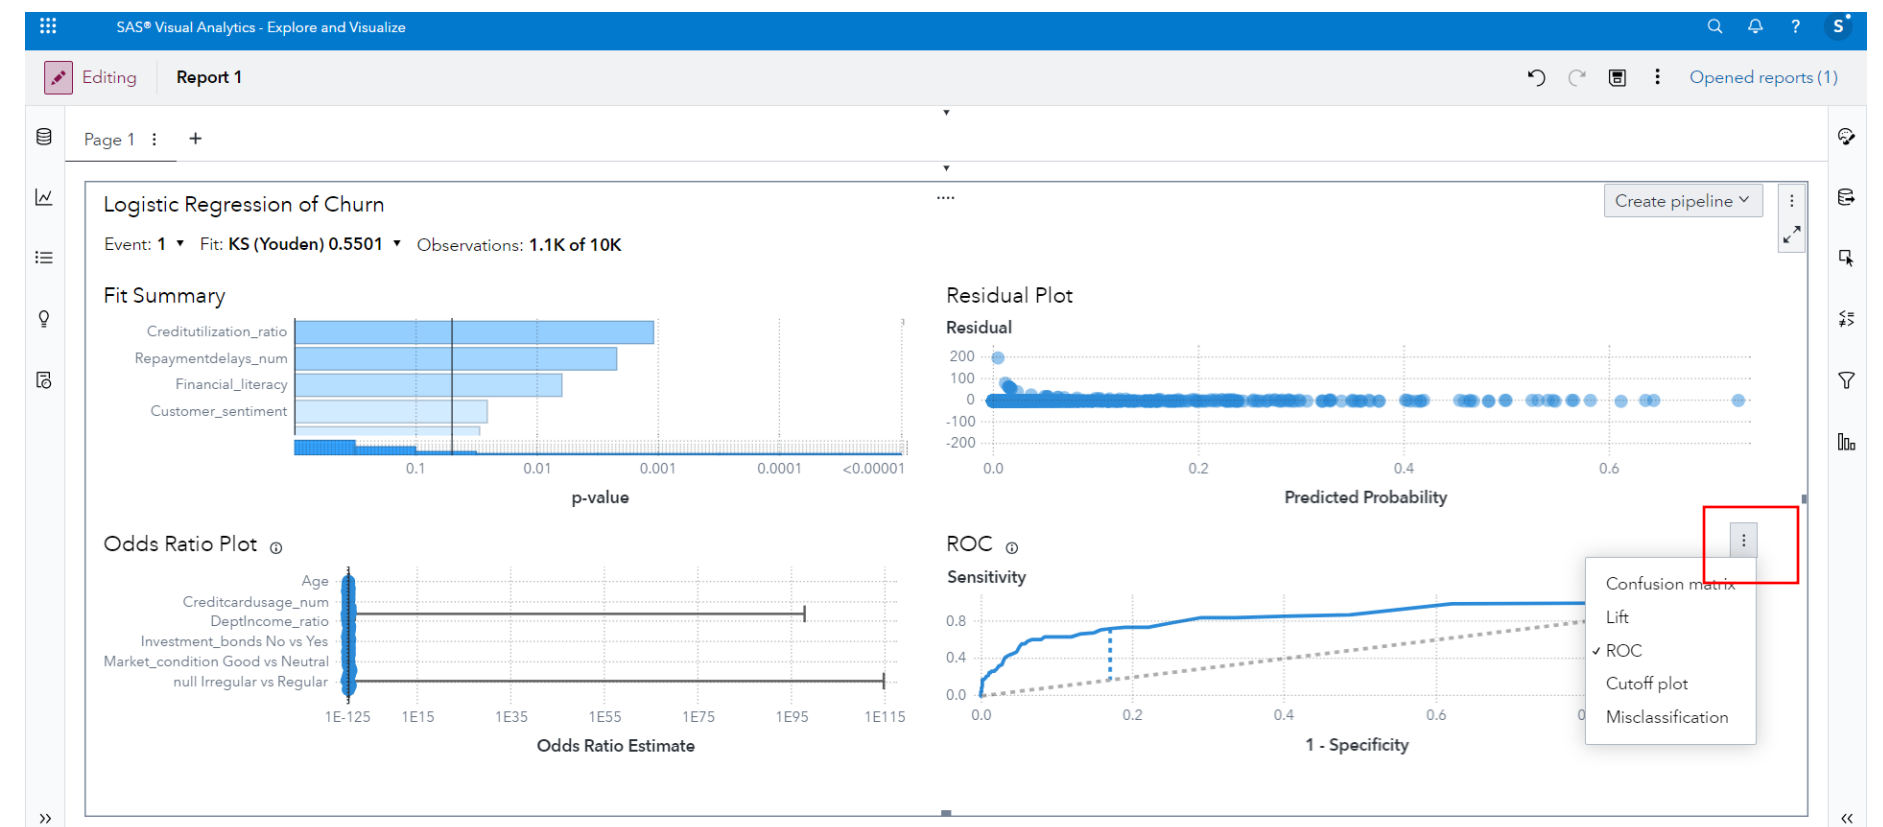 SAS® Visual Analytics - Explore and Visualize
?
S
Editing
Report 1
Opened reports (1)
Page 1
+
Logistic Regression of Churn
Create pipeline
Event: 1 Fit: KS (Youden) 0.5501 Observations: 1.1K of 10K
Fit Summary
Creditutilization_ratio
Repaymentdelays_num
Financial_literacy
Customer_sentiment
0.1 0.01 0.001 0.0001 <0.00001
p-value
Residual Plot
Residual
200
100
0
-100
-200
0.0 0.2 0.4 0.6
Predicted Probability
Odds Ratio Plot
Age
Creditcardusage_num
DeptIncome_ratio
Investment_bonds No vs Yes
Market_condition Good vs Neutral
null Irregular vs Regular
1E-125 1E15 1E35 1E55 1E75 1E95 1E115
Odds Ratio Estimate
ROC
Sensitivity
0.8
0.4
0.0
0.0 0.2 0.4 0.6 0
1 - Specificity
Confusion matrix
Lift
ROC
Cutoff plot
Misclassification